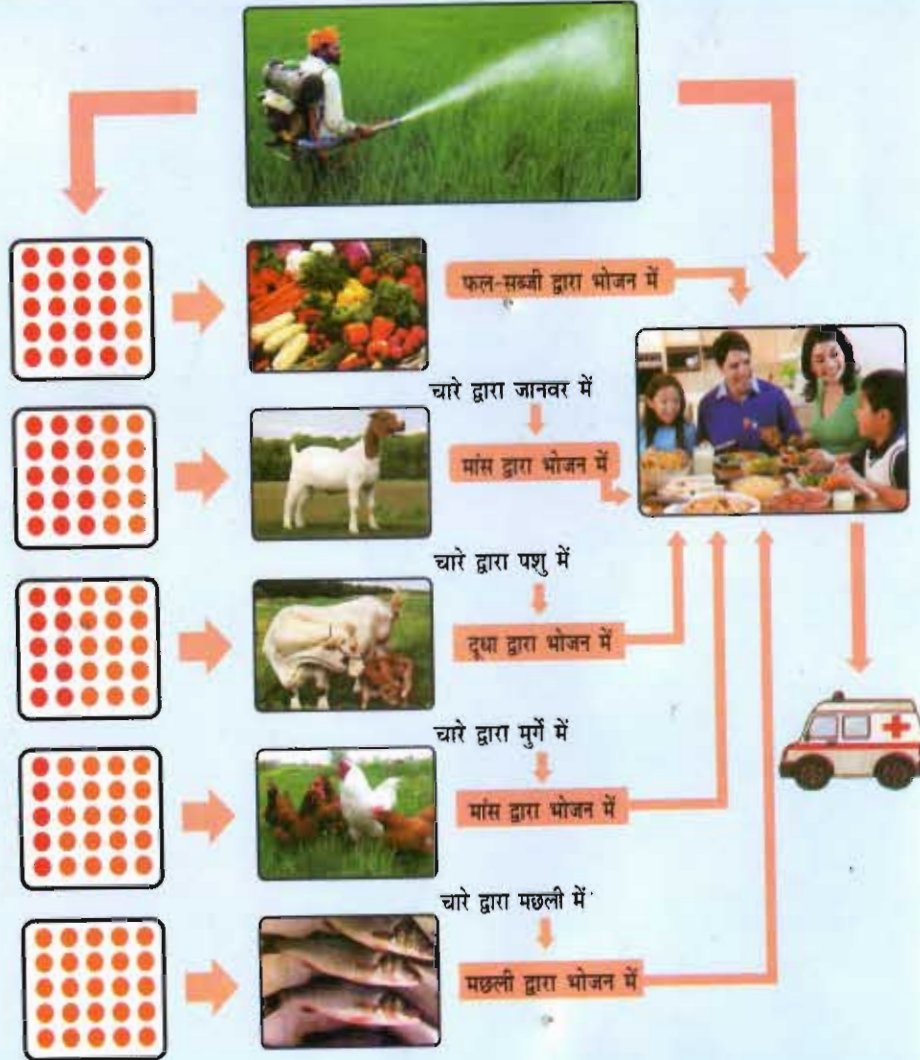 फल-सब्जी द्वारा भोजन में
चारे द्वारा जानवर में
मांस द्वारा भोजन में
चारे द्वारा पशु में
दूधा द्वारा भोजन में
चारे द्वारा मुर्गे में
मांस द्वारा भोजन में
चारे द्वारा मछली में
मछली द्वारा भोजन में